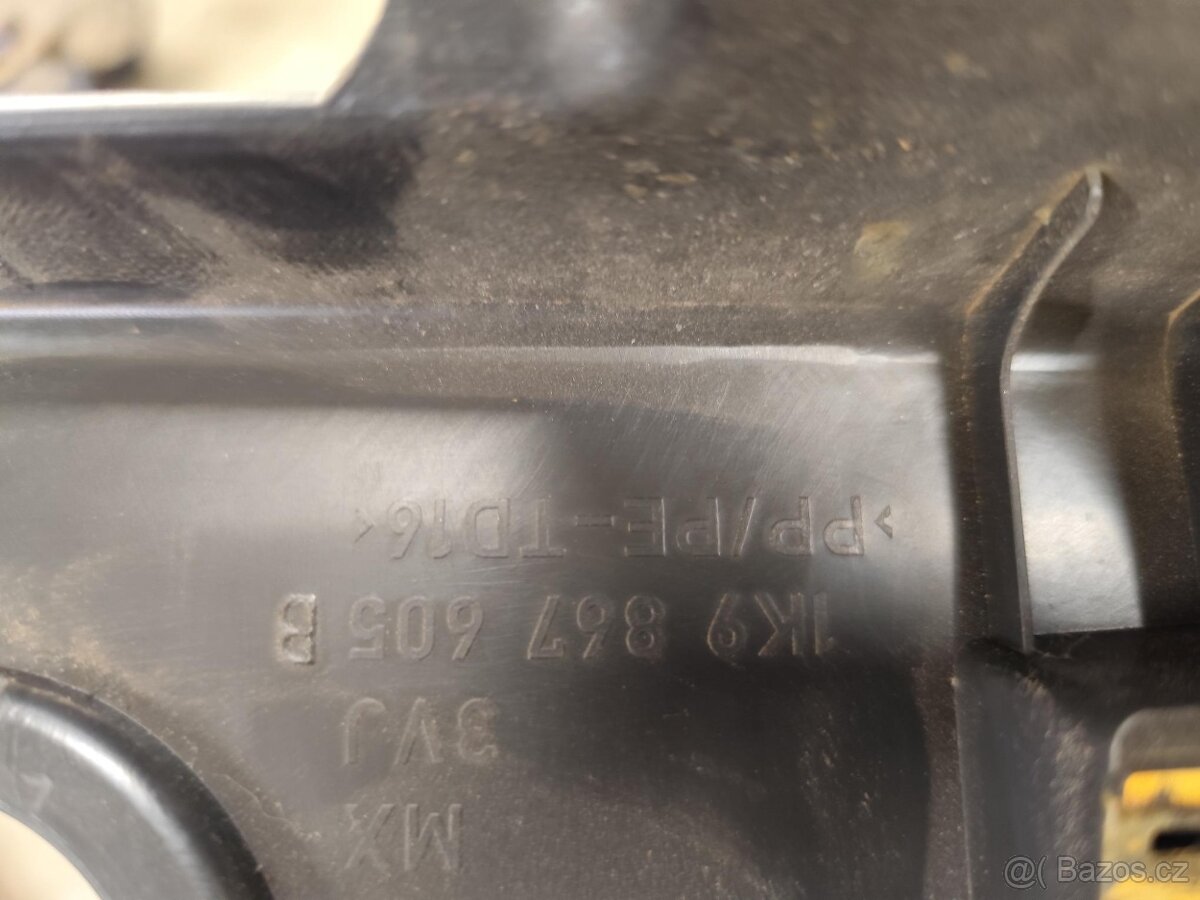 MX
3VJ
1K9 867 605 B
>PP/PE-TD16<
Bazos.cz